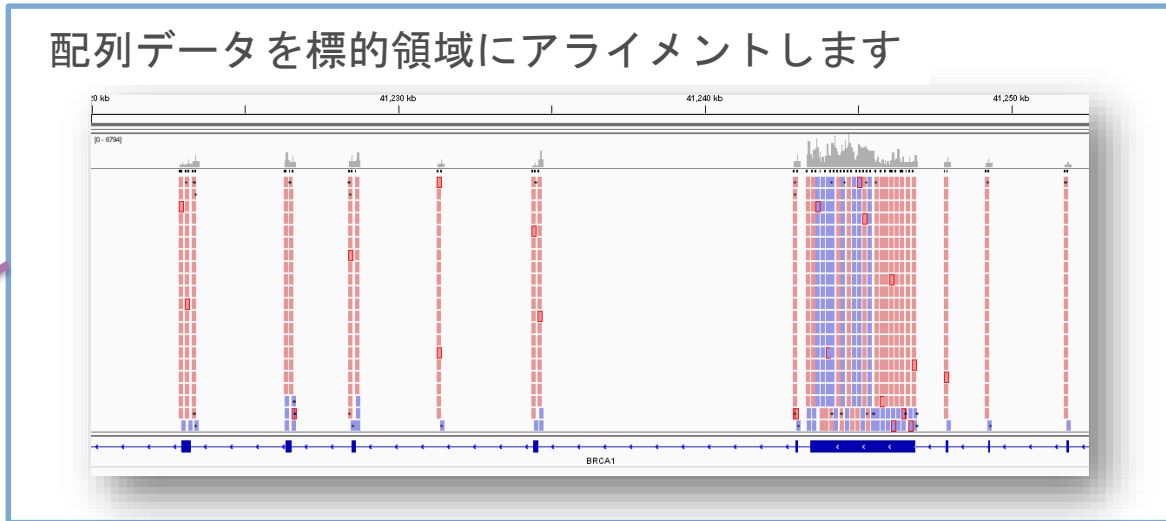 配列データを標的領域にアライメントします
41,230 kb
41,240 kb
41,250 kb
[0 - 6794]
BRCA1